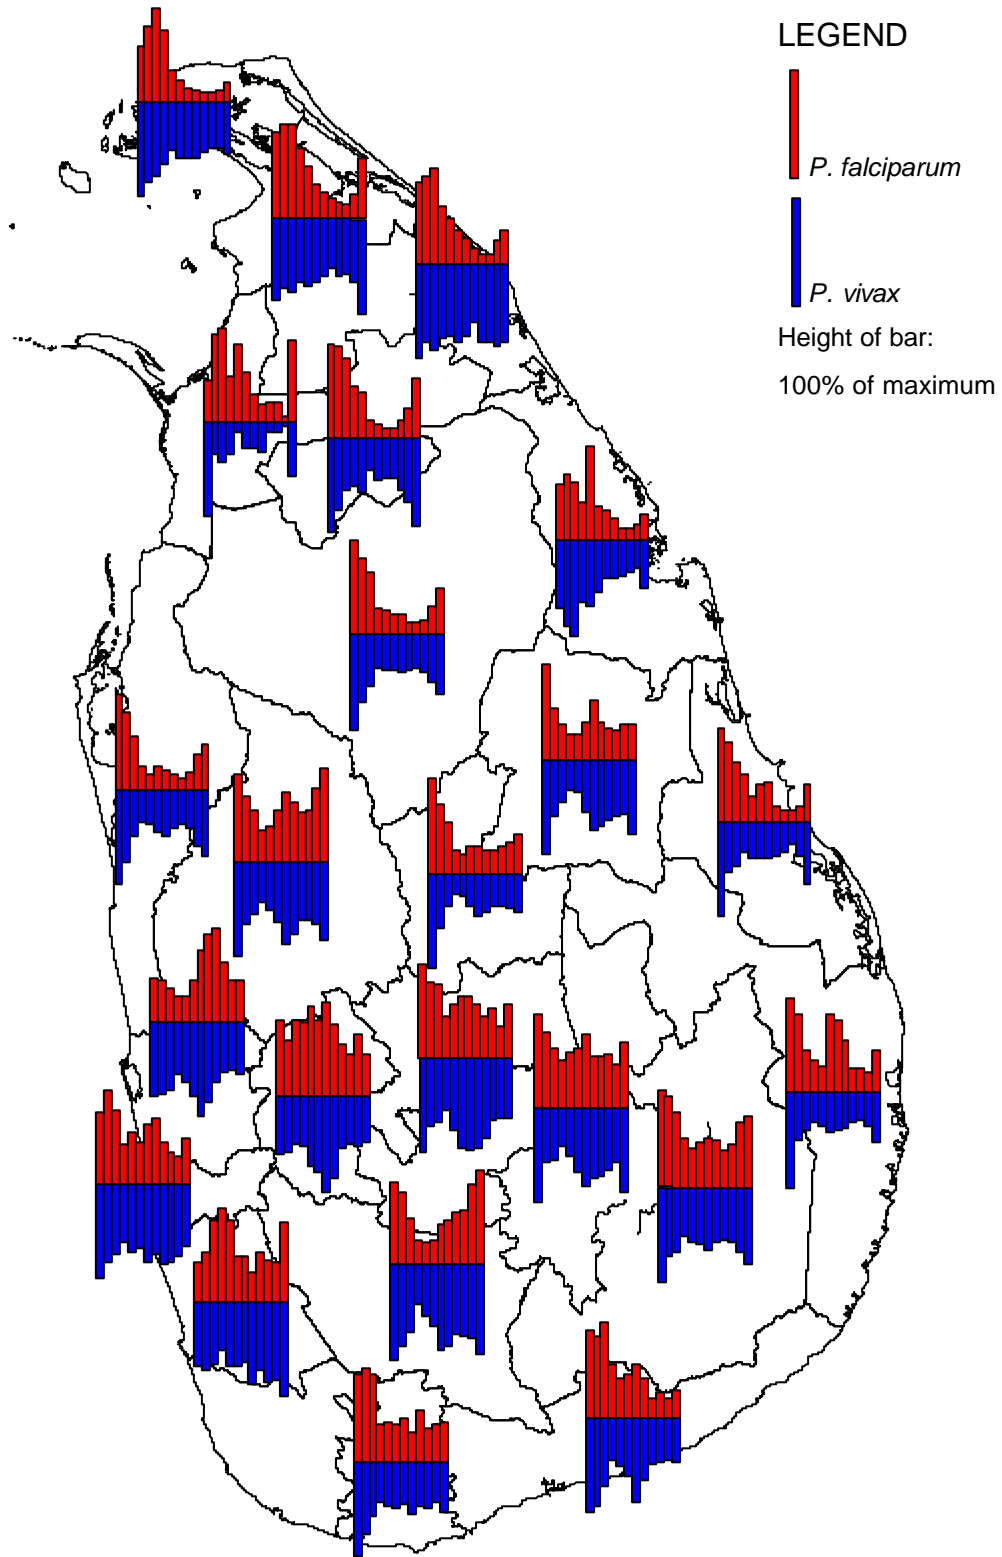 LEGEND
P. falciparum
P. vivax
Height of bar:
100% of maximum